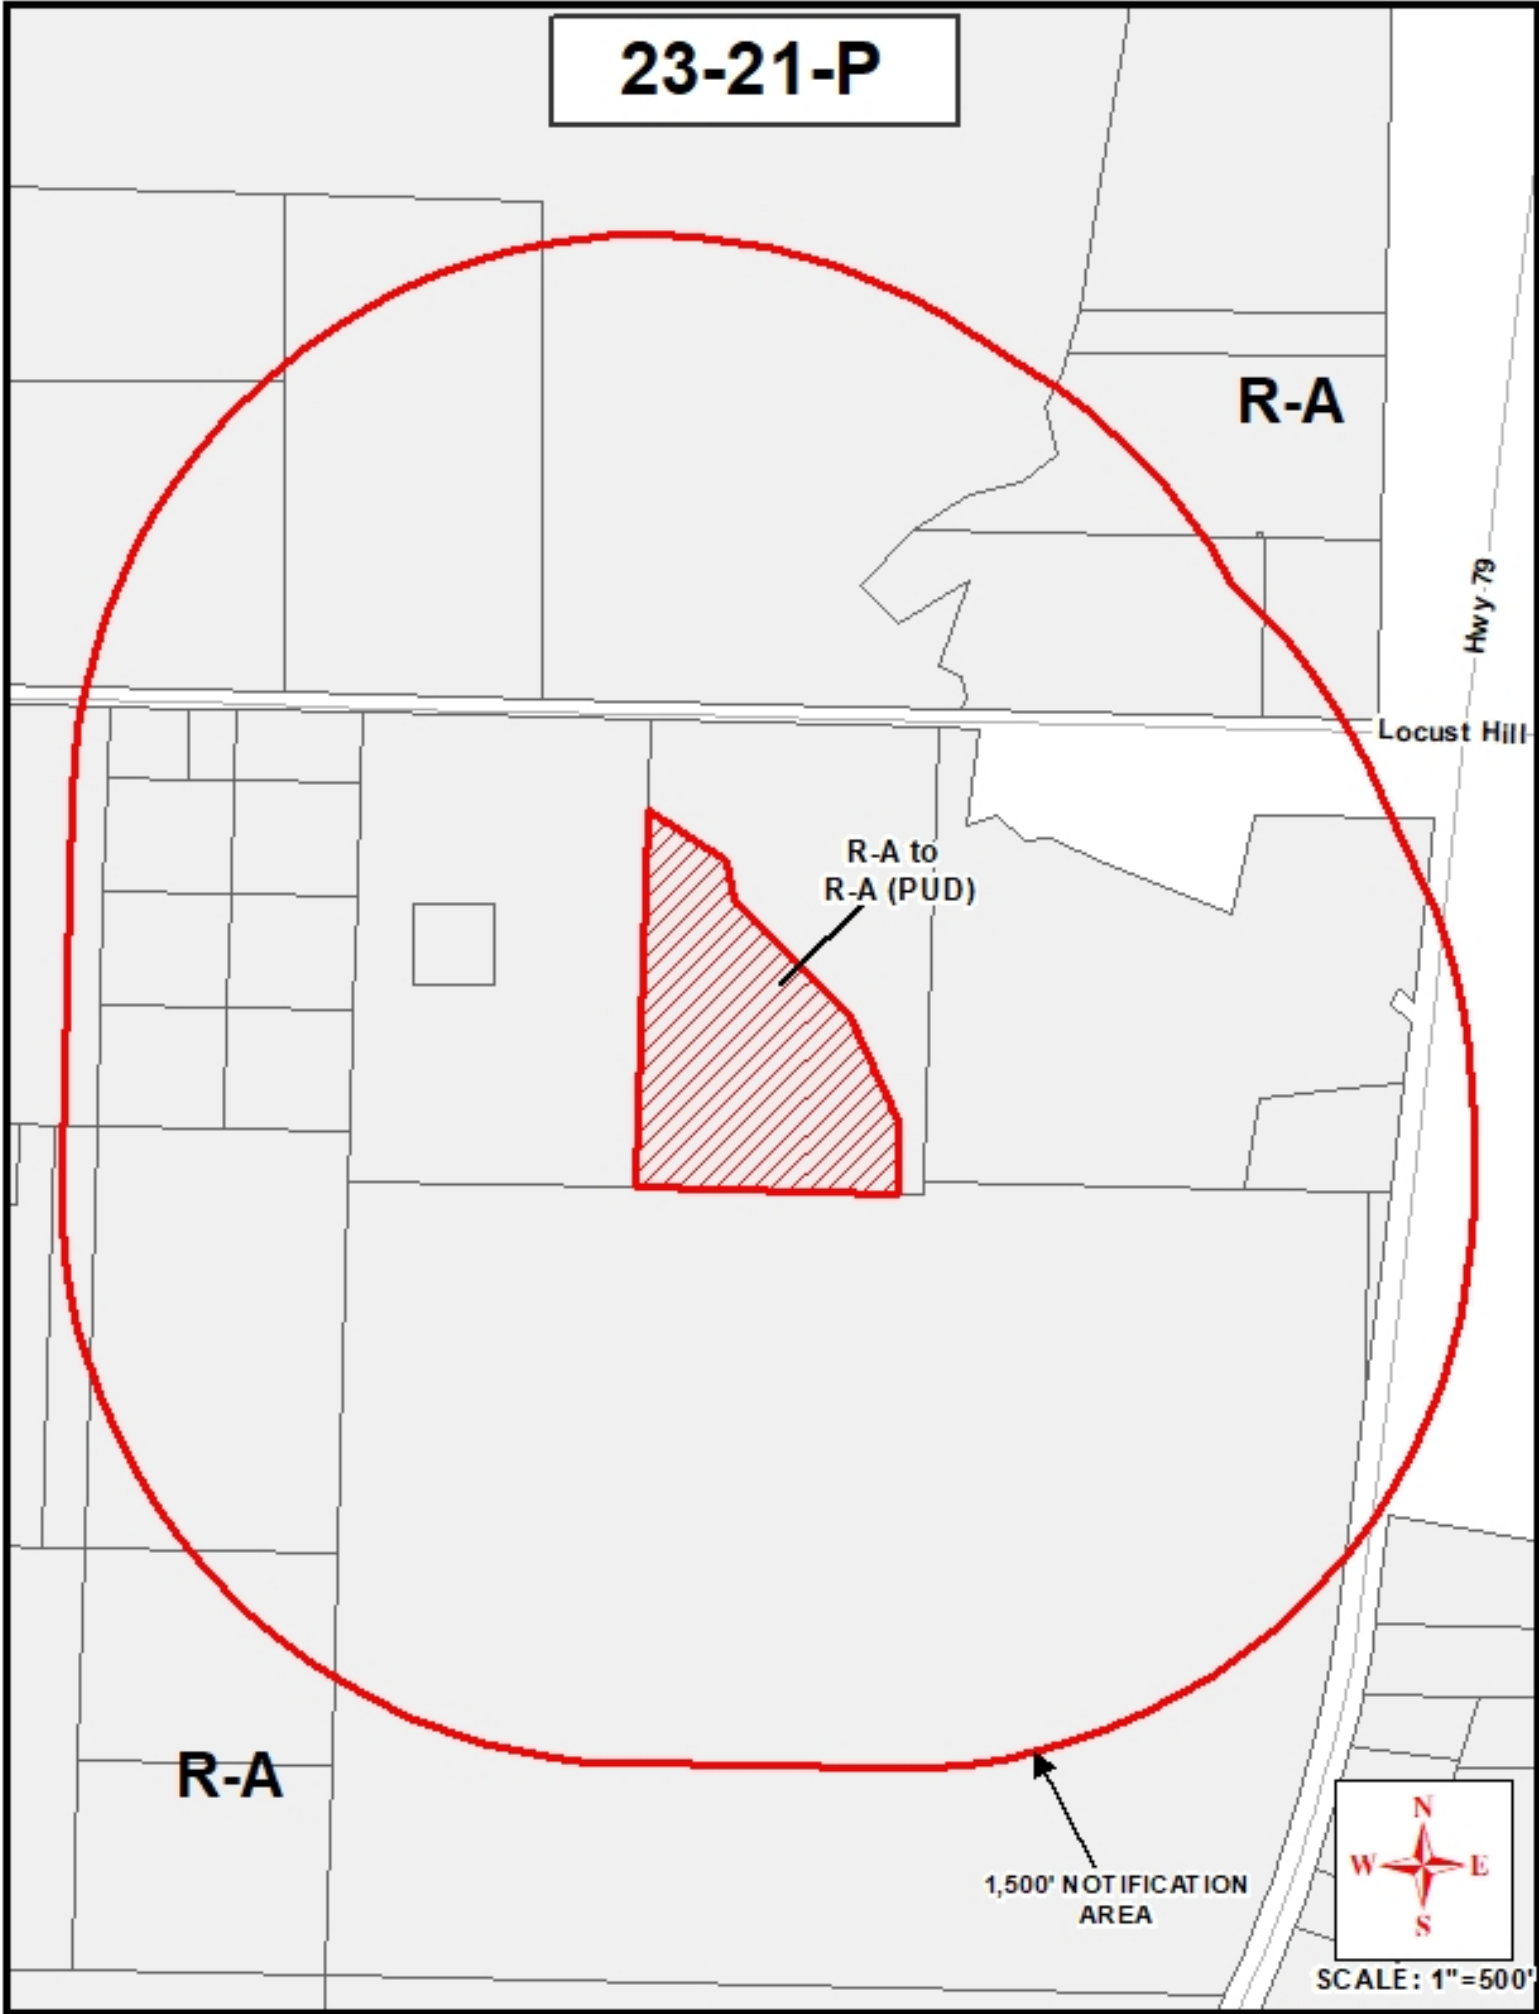 23-21-P
R-A
Hwy 79
Locust Hill
R-A to
R-A (PUD)
R-A
1,500' NOTIFICATION
AREA
N
W E
S
SCALE: 1"=500'